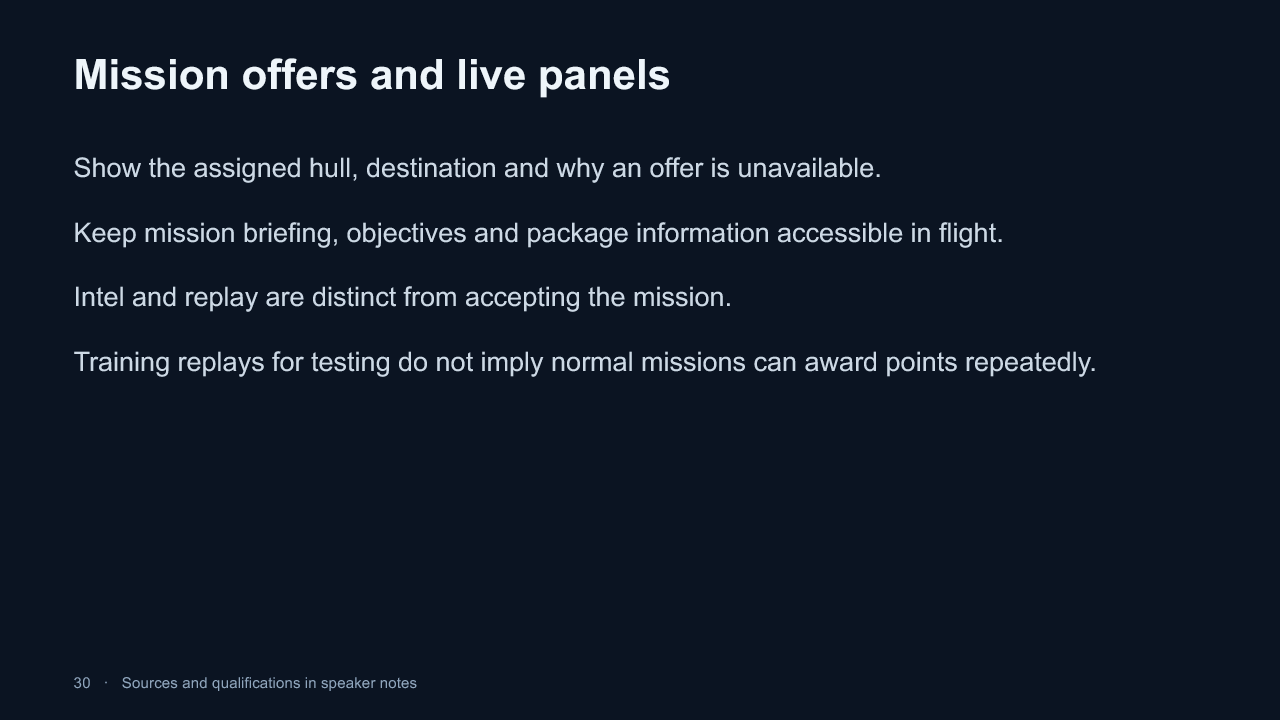 Mission offers and live panels
Show the assigned hull, destination and why an offer is unavailable.
Keep mission briefing, objectives and package information accessible in flight.
Intel and replay are distinct from accepting the mission.
Training replays for testing do not imply normal missions can award points repeatedly.
30 · Sources and qualifications in speaker notes